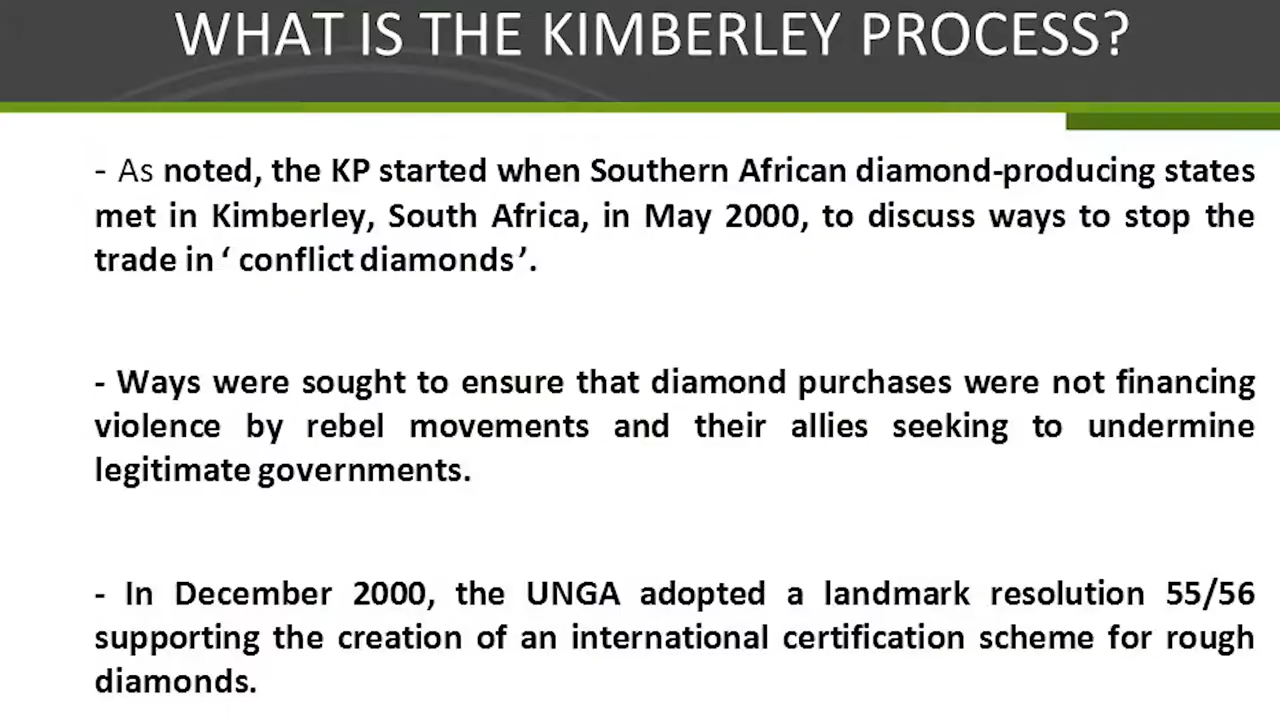 WHAT IS THE KIMBERLEY PROCESS?
- As noted, the KP started when Southern African diamond-producing states
met in Kimberley, South Africa, in May 2000, to discuss ways to stop the
trade in ‘ conflict diamonds ’.
- Ways were sought to ensure that diamond purchases were not financing
violence by rebel movements and their allies seeking to undermine
legitimate governments.
- In December 2000, the UNGA adopted a landmark resolution 55/56
supporting the creation of an international certification scheme for rough
diamonds.